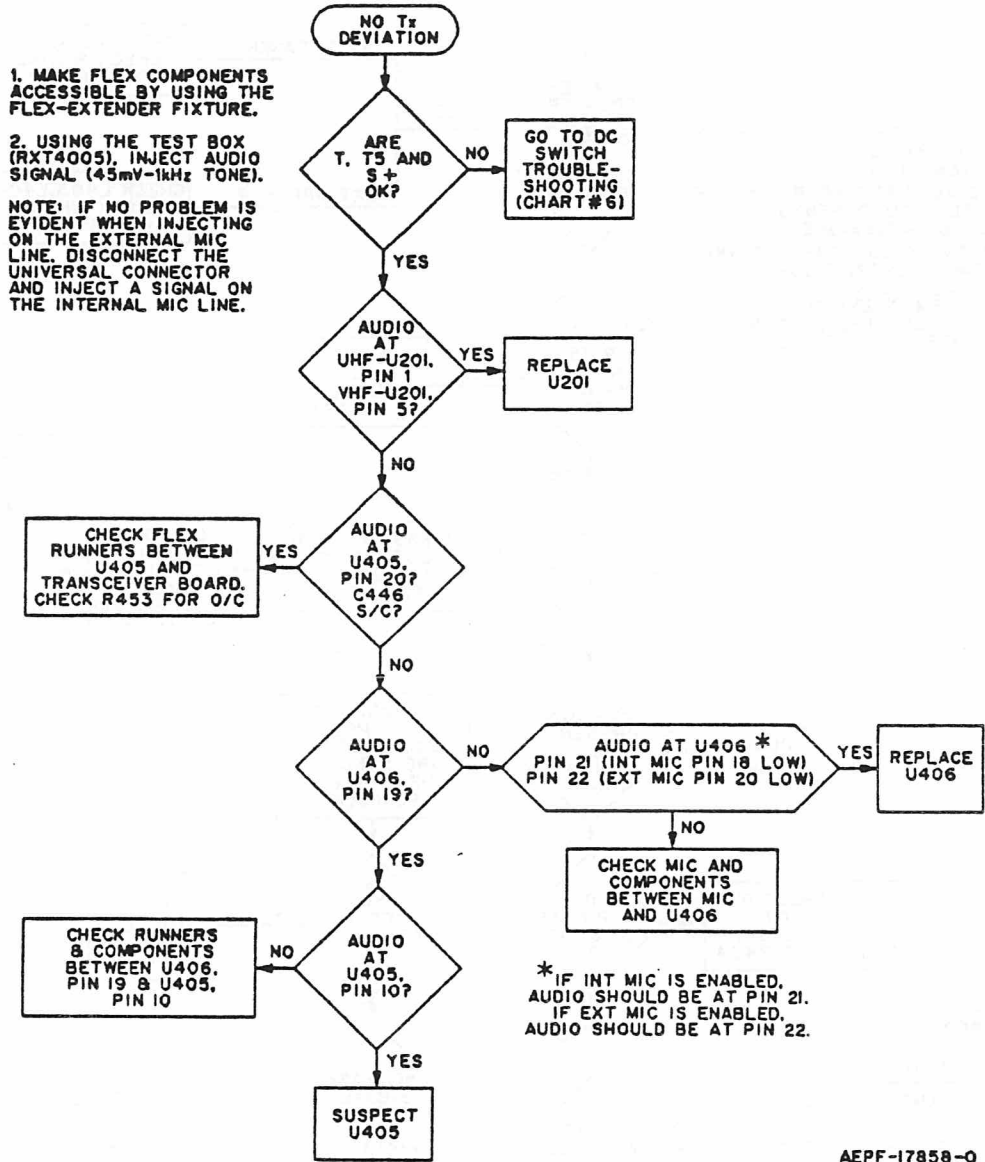 NO Tx
DEVIATION
1. MAKE FLEX COMPONENTS
ACCESSIBLE BY USING THE
FLEX-EXTENDER FIXTURE.
2. USING THE TEST BOX
(RXT4005), INJECT AUDIO
SIGNAL (45mV-1kHz TONE).
NOTE: IF NO PROBLEM IS
EVIDENT WHEN INJECTING
ON THE EXTERNAL MIC
LINE, DISCONNECT THE
UNIVERSAL CONNECTOR
AND INJECT A SIGNAL ON
THE INTERNAL MIC LINE.
ARE
T, T5 AND
S+
OK?
NO
GO TO DC
SWITCH
TROUBLE-
SHOOTING
(CHART #6)
YES
AUDIO
AT
UHF-U201,
PIN 1
VHF-U201,
PIN 5?
YES
REPLACE
U201
NO
AUDIO
AT
U405,
PIN 20?
C446
S/C?
YES
CHECK FLEX
RUNNERS BETWEEN
U405 AND
TRANSCEIVER BOARD.
CHECK R453 FOR O/C
NO
AUDIO
AT
U406,
PIN 19?
NO
AUDIO AT U406 *
PIN 21 (INT MIC PIN 18 LOW)
PIN 22 (EXT MIC PIN 20 LOW)
YES
REPLACE
U406
NO
CHECK MIC AND
COMPONENTS
BETWEEN MIC
AND U406
YES
AUDIO
AT
U405,
PIN 10?
NO
CHECK RUNNERS
& COMPONENTS
BETWEEN U406,
PIN 19 & U405,
PIN 10
* IF INT MIC IS ENABLED,
AUDIO SHOULD BE AT PIN 21.
IF EXT MIC IS ENABLED,
AUDIO SHOULD BE AT PIN 22.
YES
SUSPECT
U405
AEPF-17858-O